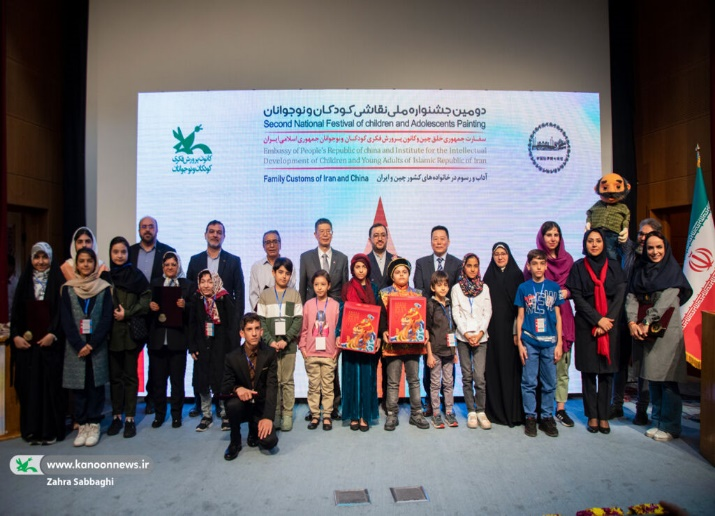 دومین جشنواره ملی نقاشی کودکان و نوجوانان
Second National Festival of children and Adolescents Painting
سفارت جمهوری خلق چین و کانون پرورش فکری کودکان و نوجوانان جمهوری اسلامی ایران
Embassy of People's Republic of china and Institute for the Intellectual
Development of Children and Young Adults of Islamic Republic of Iran
Family Customs of Iran and China آداب و رسوم در خانواده‌های کشور چین و ایران
کانون پرورش فکری
کودکان و نوجوانان
www.kanoonnews.ir
Zahra Sabbaghi